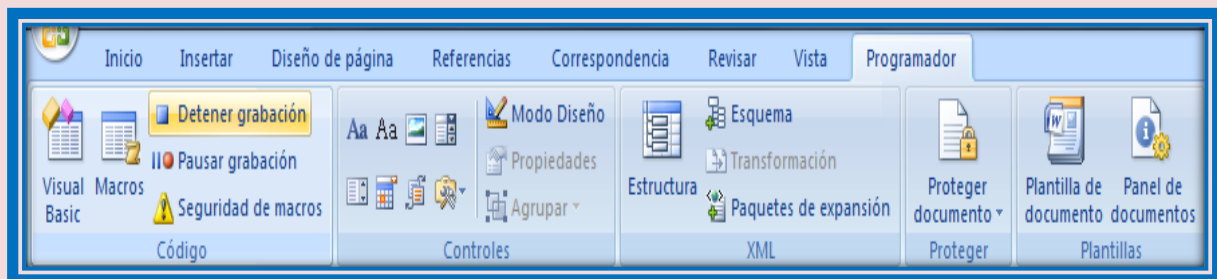 Inicio Insertar Diseño de página Referencias Correspondencia Revisar Vista Programador
Visual Basic
Macros
Detener grabación
Pausar grabación
Seguridad de macros
Código
Aa Aa
Modo Diseño
Propiedades
Agrupar
Controles
Estructura
Esquema
Transformación
Paquetes de expansión
XML
Proteger
documento
Proteger
Plantilla de
documento
Panel de
documentos
Plantillas